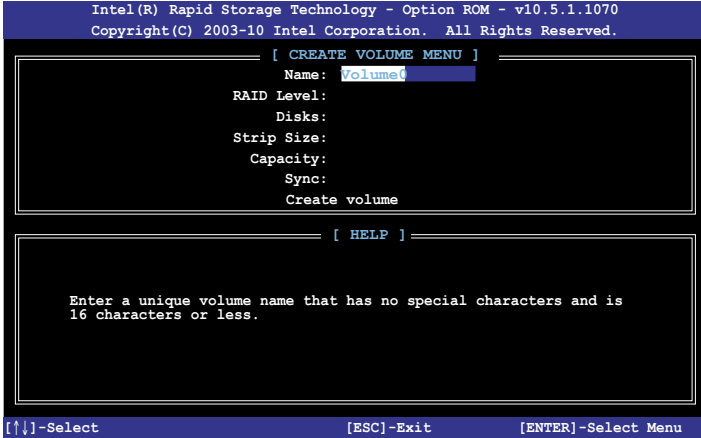 Intel(R) Rapid Storage Technology - Option ROM - v10.5.1.1070
Copyright(C) 2003-10 Intel Corporation.  All Rights Reserved.
[ CREATE VOLUME MENU ]
Name: Volume0
RAID Level:
Disks:
Strip Size:
Capacity:
Sync:
Create volume
[ HELP ]
Enter a unique volume name that has no special characters and is
16 characters or less.
[↑↓]-Select [ESC]-Exit [ENTER]-Select Menu